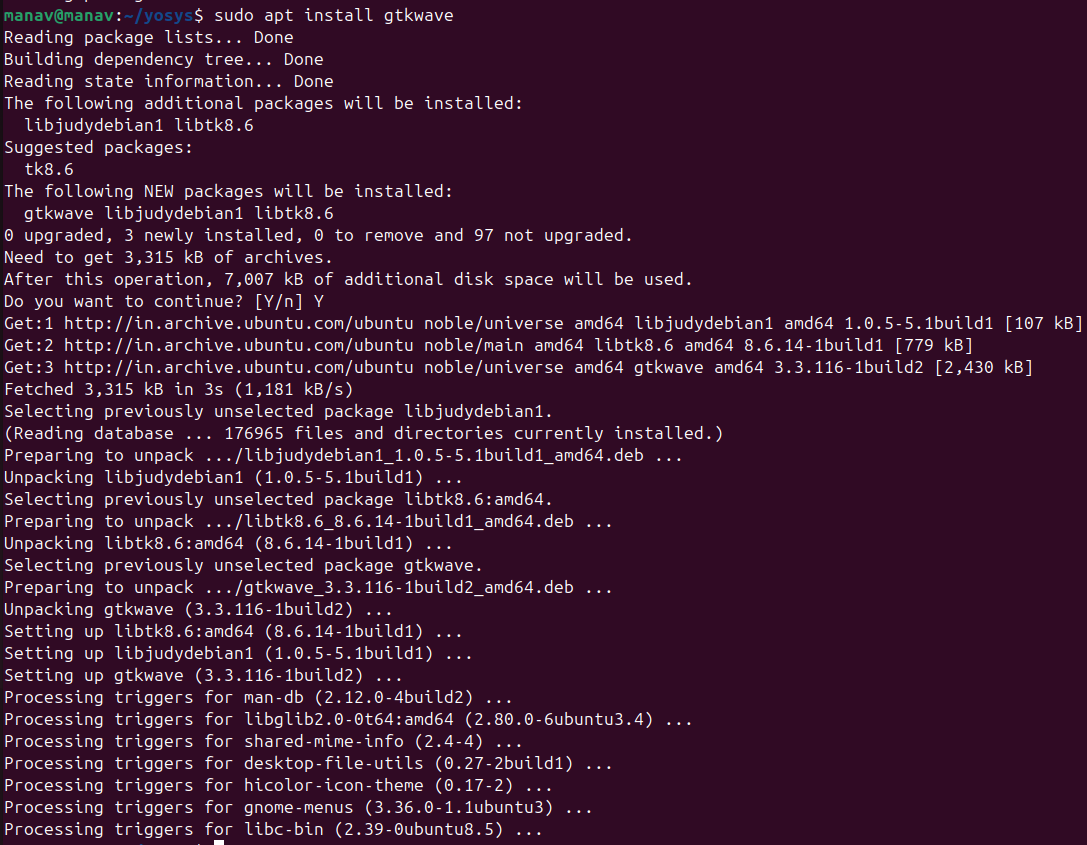 manav@manav:~/yosys$ sudo apt install gtkwave
Reading package lists... Done
Building dependency tree... Done
Reading state information... Done
The following additional packages will be installed:
  libjudydebian1 libtk8.6
Suggested packages:
  tk8.6
The following NEW packages will be installed:
  gtkwave libjudydebian1 libtk8.6
0 upgraded, 3 newly installed, 0 to remove and 97 not upgraded.
Need to get 3,315 kB of archives.
After this operation, 7,007 kB of additional disk space will be used.
Do you want to continue? [Y/n] Y
Get:1 http://in.archive.ubuntu.com/ubuntu noble/universe amd64 libjudydebian1 amd64 1.0.5-5.1build1 [107 kB]
Get:2 http://in.archive.ubuntu.com/ubuntu noble/main amd64 libtk8.6 amd64 8.6.14-1build1 [779 kB]
Get:3 http://in.archive.ubuntu.com/ubuntu noble/universe amd64 gtkwave amd64 3.3.116-1build2 [2,430 kB]
Fetched 3,315 kB in 3s (1,181 kB/s)
Selecting previously unselected package libjudydebian1.
(Reading database ... 176965 files and directories currently installed.)
Preparing to unpack .../libjudydebian1_1.0.5-5.1build1_amd64.deb ...
Unpacking libjudydebian1 (1.0.5-5.1build1) ...
Selecting previously unselected package libtk8.6:amd64.
Preparing to unpack .../libtk8.6_8.6.14-1build1_amd64.deb ...
Unpacking libtk8.6:amd64 (8.6.14-1build1) ...
Selecting previously unselected package gtkwave.
Preparing to unpack .../gtkwave_3.3.116-1build2_amd64.deb ...
Unpacking gtkwave (3.3.116-1build2) ...
Setting up libtk8.6:amd64 (8.6.14-1build1) ...
Setting up libjudydebian1 (1.0.5-5.1build1) ...
Setting up gtkwave (3.3.116-1build2) ...
Processing triggers for man-db (2.12.0-4build2) ...
Processing triggers for libglib2.0-0t64:amd64 (2.80.0-6ubuntu3.4) ...
Processing triggers for shared-mime-info (2.4-4) ...
Processing triggers for desktop-file-utils (0.27-2build1) ...
Processing triggers for hicolor-icon-theme (0.17-2) ...
Processing triggers for gnome-menus (3.36.0-1.1ubuntu3) ...
Processing triggers for libc-bin (2.39-0ubuntu8.5) ...